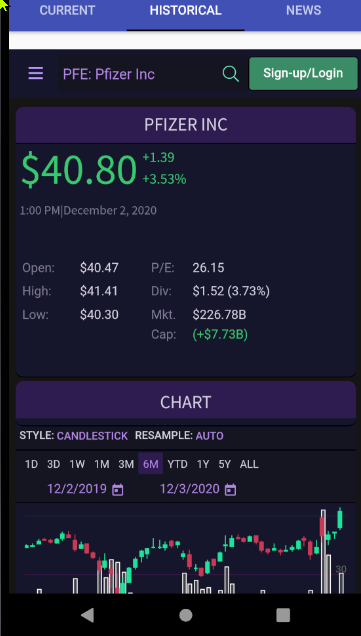 CURRENT HISTORICAL NEWS
PFE: Pfizer Inc Sign-up/Login
PFIZER INC
$40.80 +1.39
+3.53%
1:00 PM|December 2, 2020
Open: $40.47 P/E: 26.15
High: $41.41 Div: $1.52 (3.73%)
Low: $40.30 Mkt. $226.78B
Cap: (+$7.73B)
CHART
STYLE: CANDLESTICK RESAMPLE: AUTO
1D 3D 1W 1M 3M 6M YTD 1Y 5Y ALL
12/2/2019 12/3/2020
30